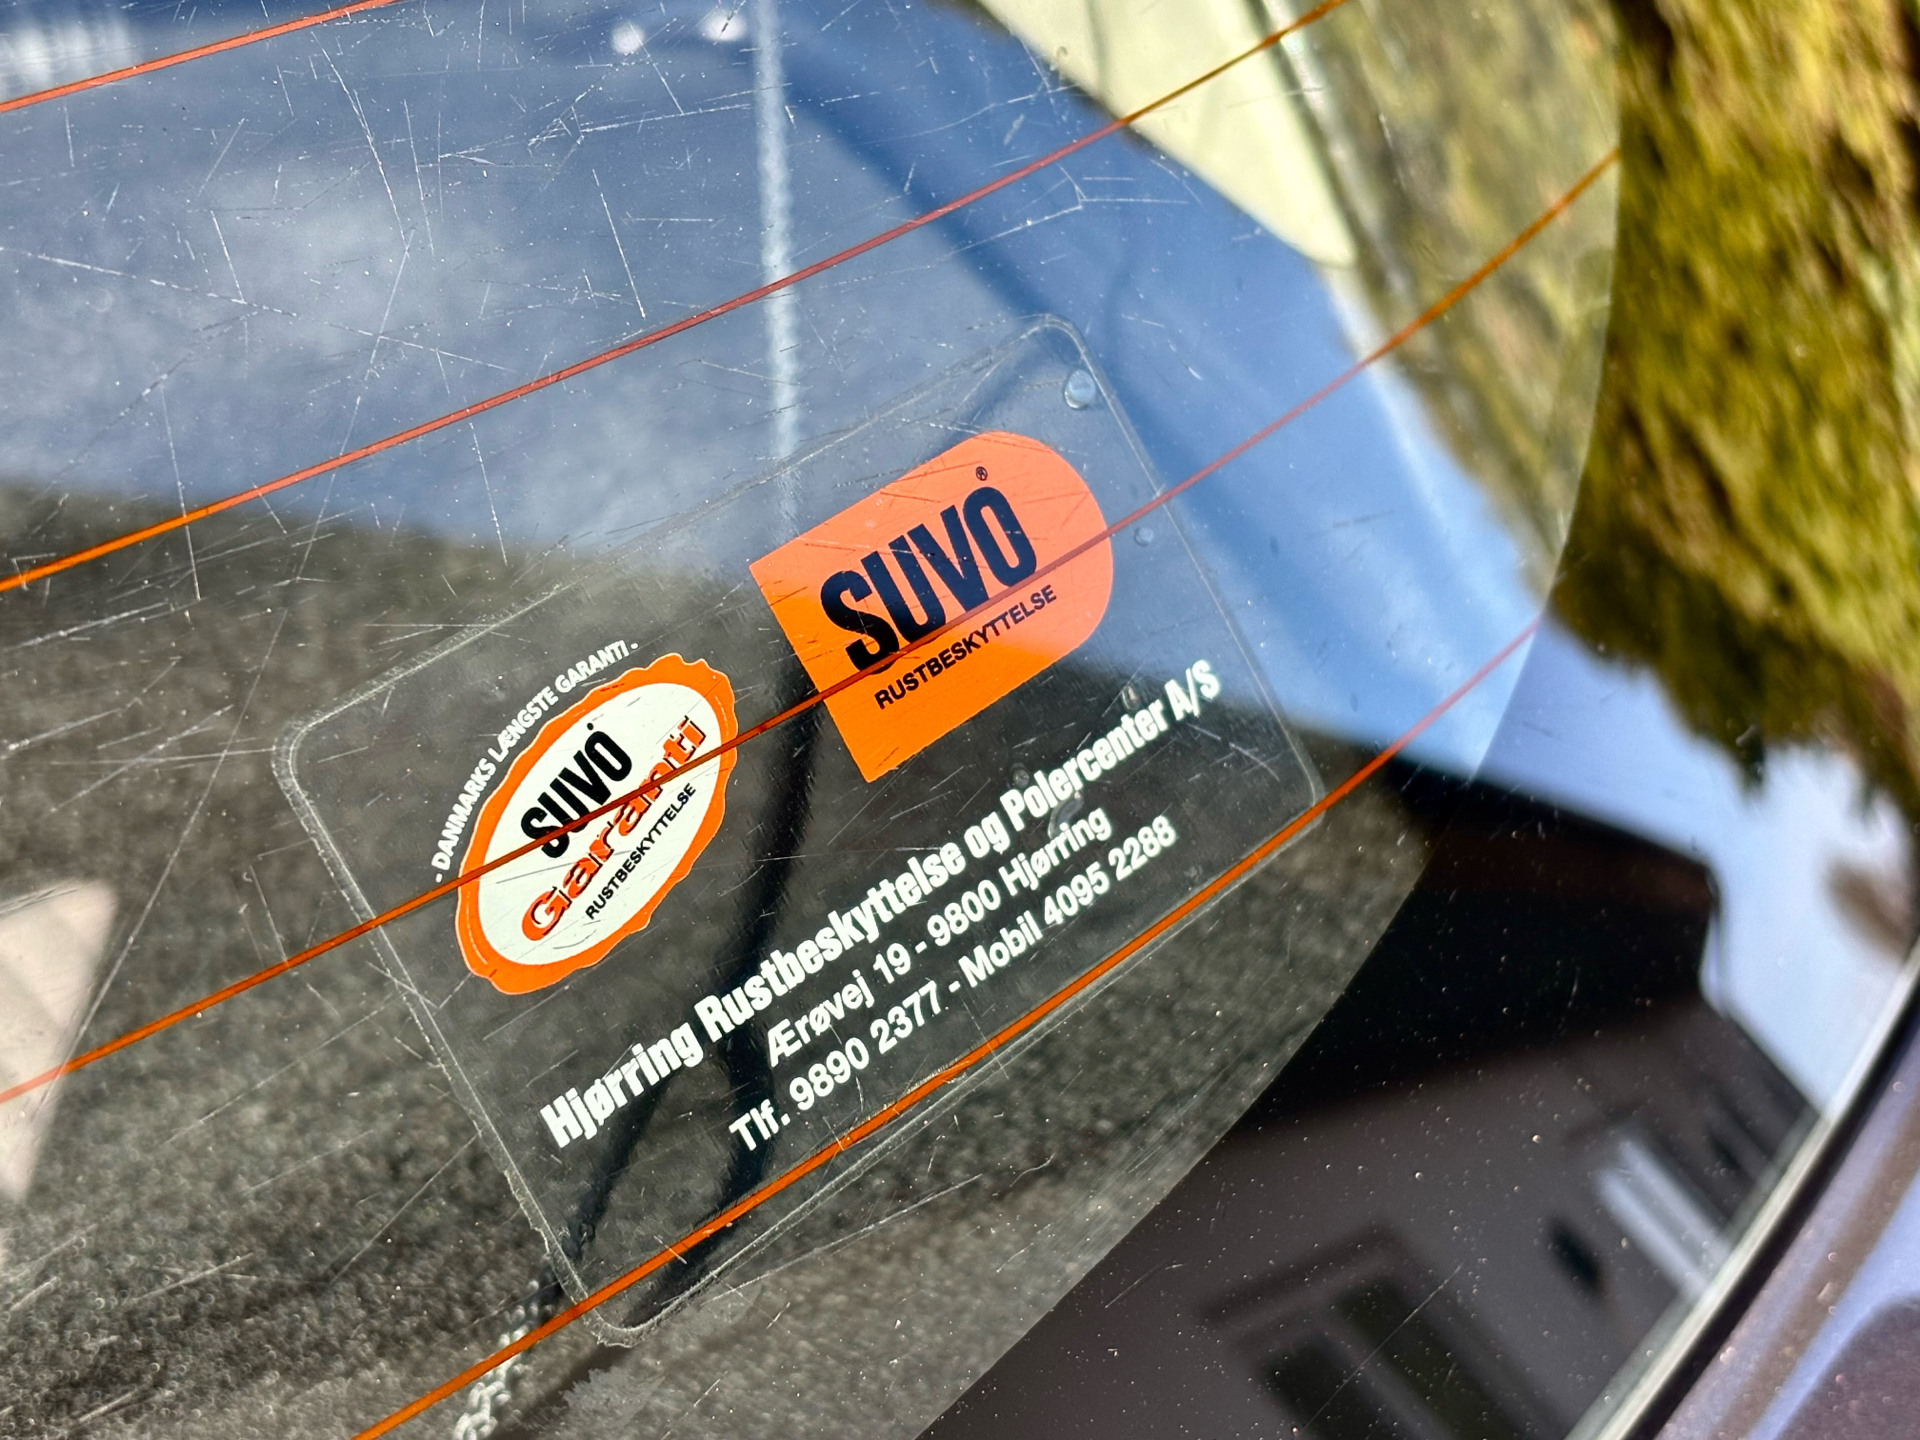 SUVO®
RUSTBESKYTTELSE
- DANMARKS LÆNGSTE GARANTI -
SUVO
Garanti
RUSTBESKYTTELSE
Hjørring Rustbeskyttelse og Polercenter A/S
Ærøvej 19 - 9800 Hjørring
Tlf. 9890 2377 - Mobil 4095 2288